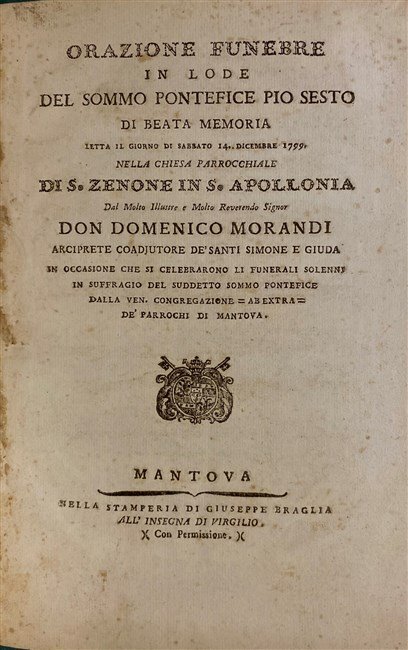 ORAZIONE FUNEBRE
IN LODE
DEL SOMMO PONTEFICE PIO SESTO
DI BEATA MEMORIA
LETTA IL GIORNO DI SABBATO 14. DICEMBRE 1799.
NELLA CHIESA PARROCCHIALE
DI S. ZENONE IN S. APOLLONIA
Dal Molto Illustre e Molto Reverendo Signor
DON DOMENICO MORANDI
ARCIPRETE COADJUTORE DE' SANTI SIMONE E GIUDA
IN OCCASIONE CHE SI CELEBRARONO LI FUNERALI SOLENNI
IN SUFFRAGIO DEL SUDDETTO SOMMO PONTEFICE
DALLA VEN. CONGREGAZIONE = AB EXTRA =
DE' PARROCHI DI MANTOVA.
MANTOVA
NELLA STAMPERIA DI GIUSEPPE BRAGLIA
ALL' INSEGNA DI VIRGILIO.
)( Con Permissione. )(